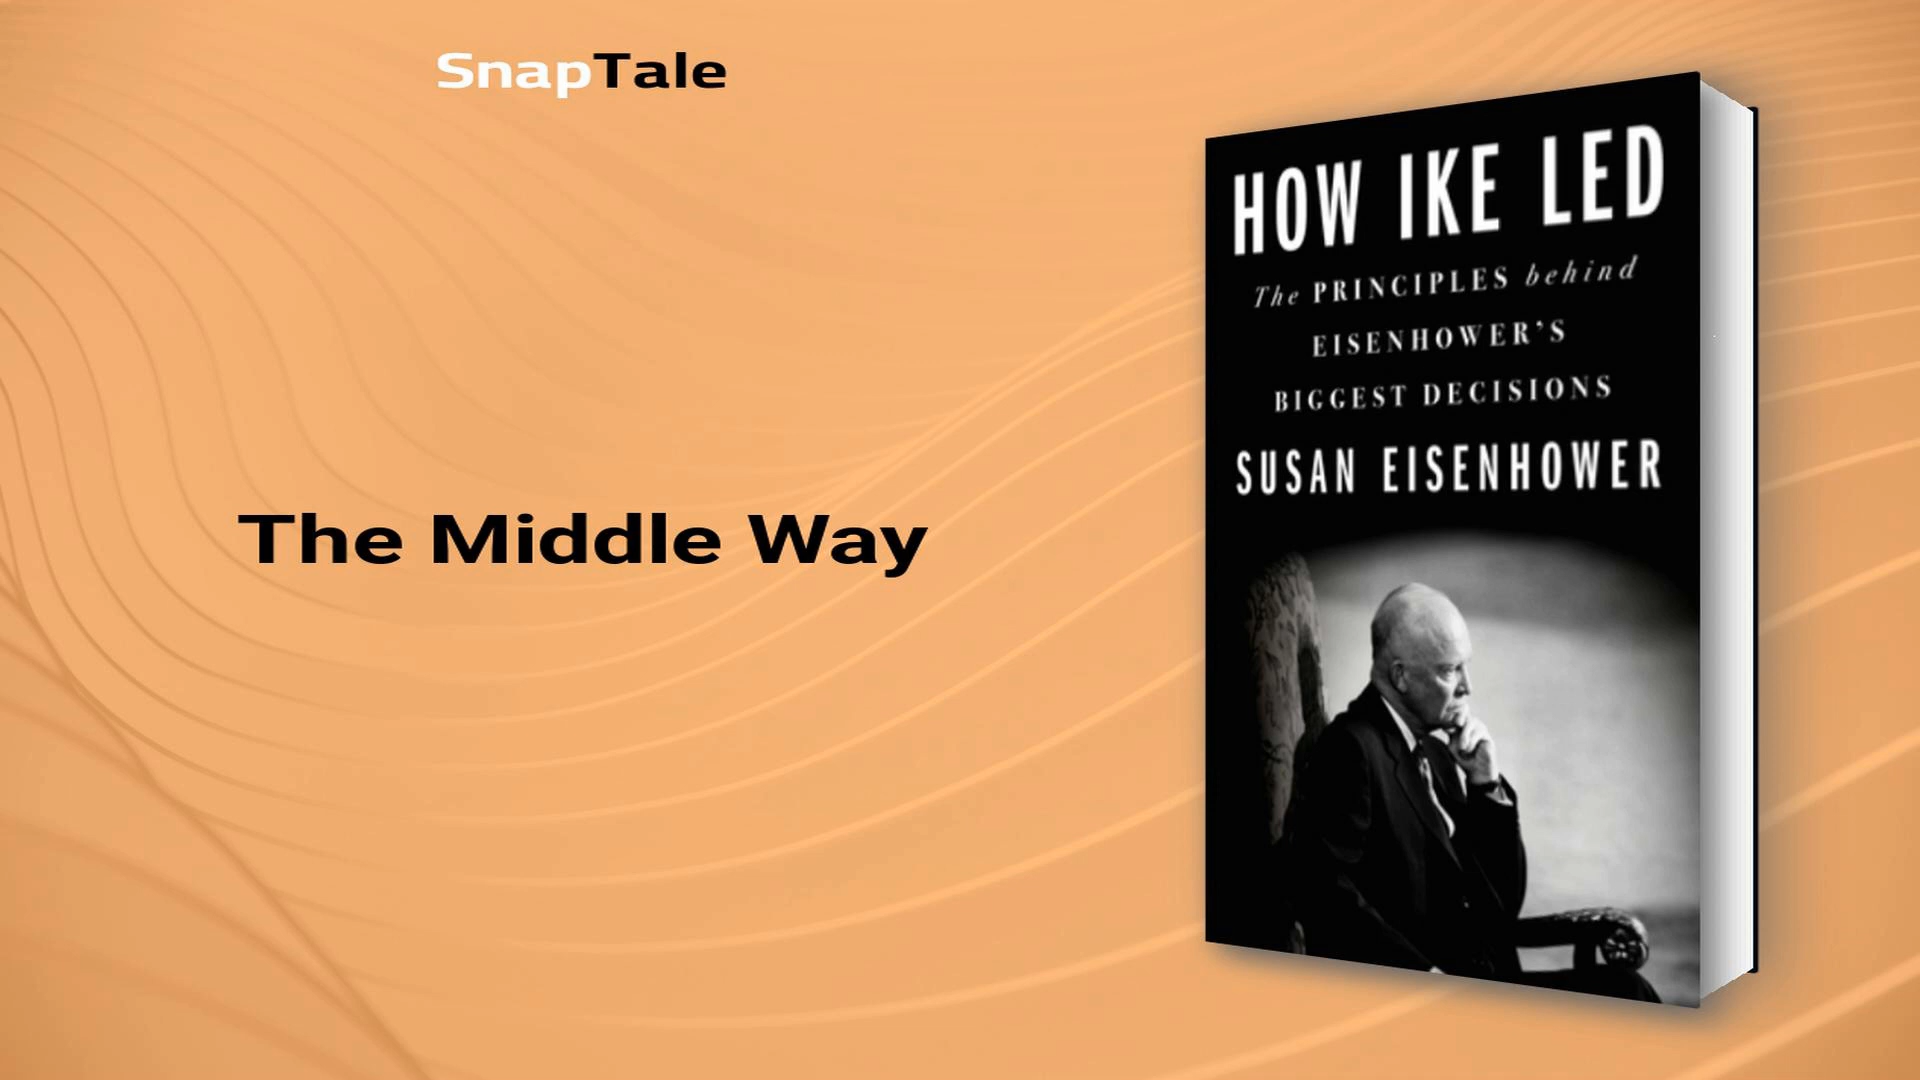 SnapTale
The Middle Way
HOW IKE LED
The PRINCIPLES behind
EISENHOWER'S
BIGGEST DECISIONS
SUSAN EISENHOWER